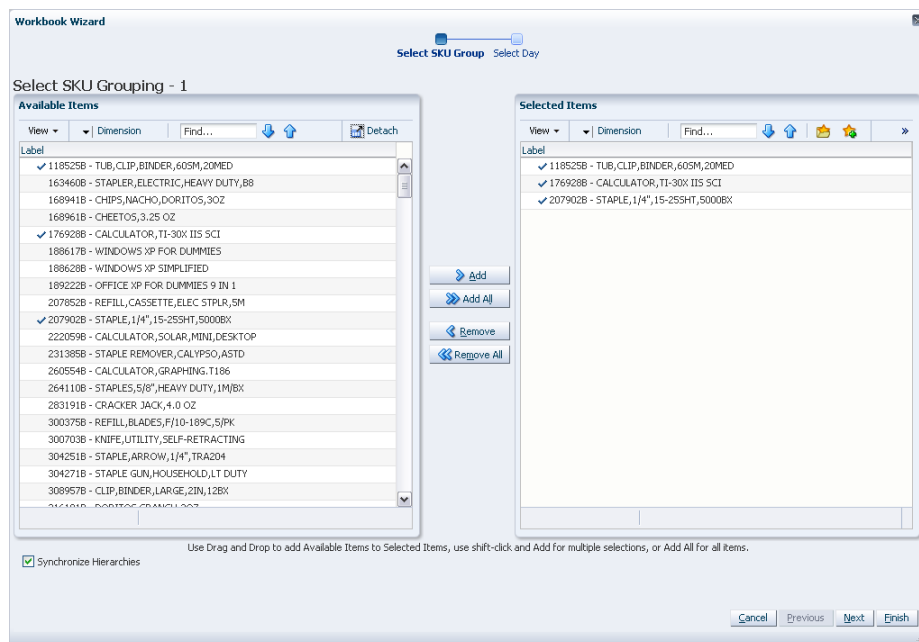 Workbook Wizard
Select SKU Group Select Day
Select SKU Grouping - 1
Available Items
View Dimension Find... Detach
Label
118525B - TUB,CLIP,BINDER,60SM,20MED
163460B - STAPLER,ELECTRIC,HEAVY DUTY,B8
168941B - CHIPS,NACHO,DORITOS,3OZ
168961B - CHEETOS,3.25 OZ
176928B - CALCULATOR,TI-30X IIS SCI
188617B - WINDOWS XP FOR DUMMIES
188628B - WINDOWS XP SIMPLIFIED
189222B - OFFICE XP FOR DUMMIES 9 IN 1
207852B - REFILL,CASSETTE,ELEC STPLR,5M
207902B - STAPLE,1/4",15-25SHT,5000BX
222059B - CALCULATOR,SOLAR,MINI,DESKTOP
231385B - STAPLE REMOVER,CALYPSO,ASTD
260554B - CALCULATOR,GRAPHING.T186
264110B - STAPLES,5/8",HEAVY DUTY,1M/BX
283191B - CRACKER JACK,4.0 OZ
300375B - REFILL,BLADES,F/10-189C,5/PK
300703B - KNIFE,UTILITY,SELF-RETRACTING
304251B - STAPLE,ARROW,1/4",TRA204
304271B - STAPLE GUN,HOUSEHOLD,LT DUTY
308957B - CLIP,BINDER,LARGE,2IN,12BX
Add
Add All
Remove
Remove All
Selected Items
View Dimension Find... »
Label
118525B - TUB,CLIP,BINDER,60SM,20MED
176928B - CALCULATOR,TI-30X IIS SCI
207902B - STAPLE,1/4",15-25SHT,5000BX
Use Drag and Drop to add Available Items to Selected Items, use shift-click and Add for multiple selections, or Add All for all items.
Synchronize Hierarchies
Cancel Previous Next Finish